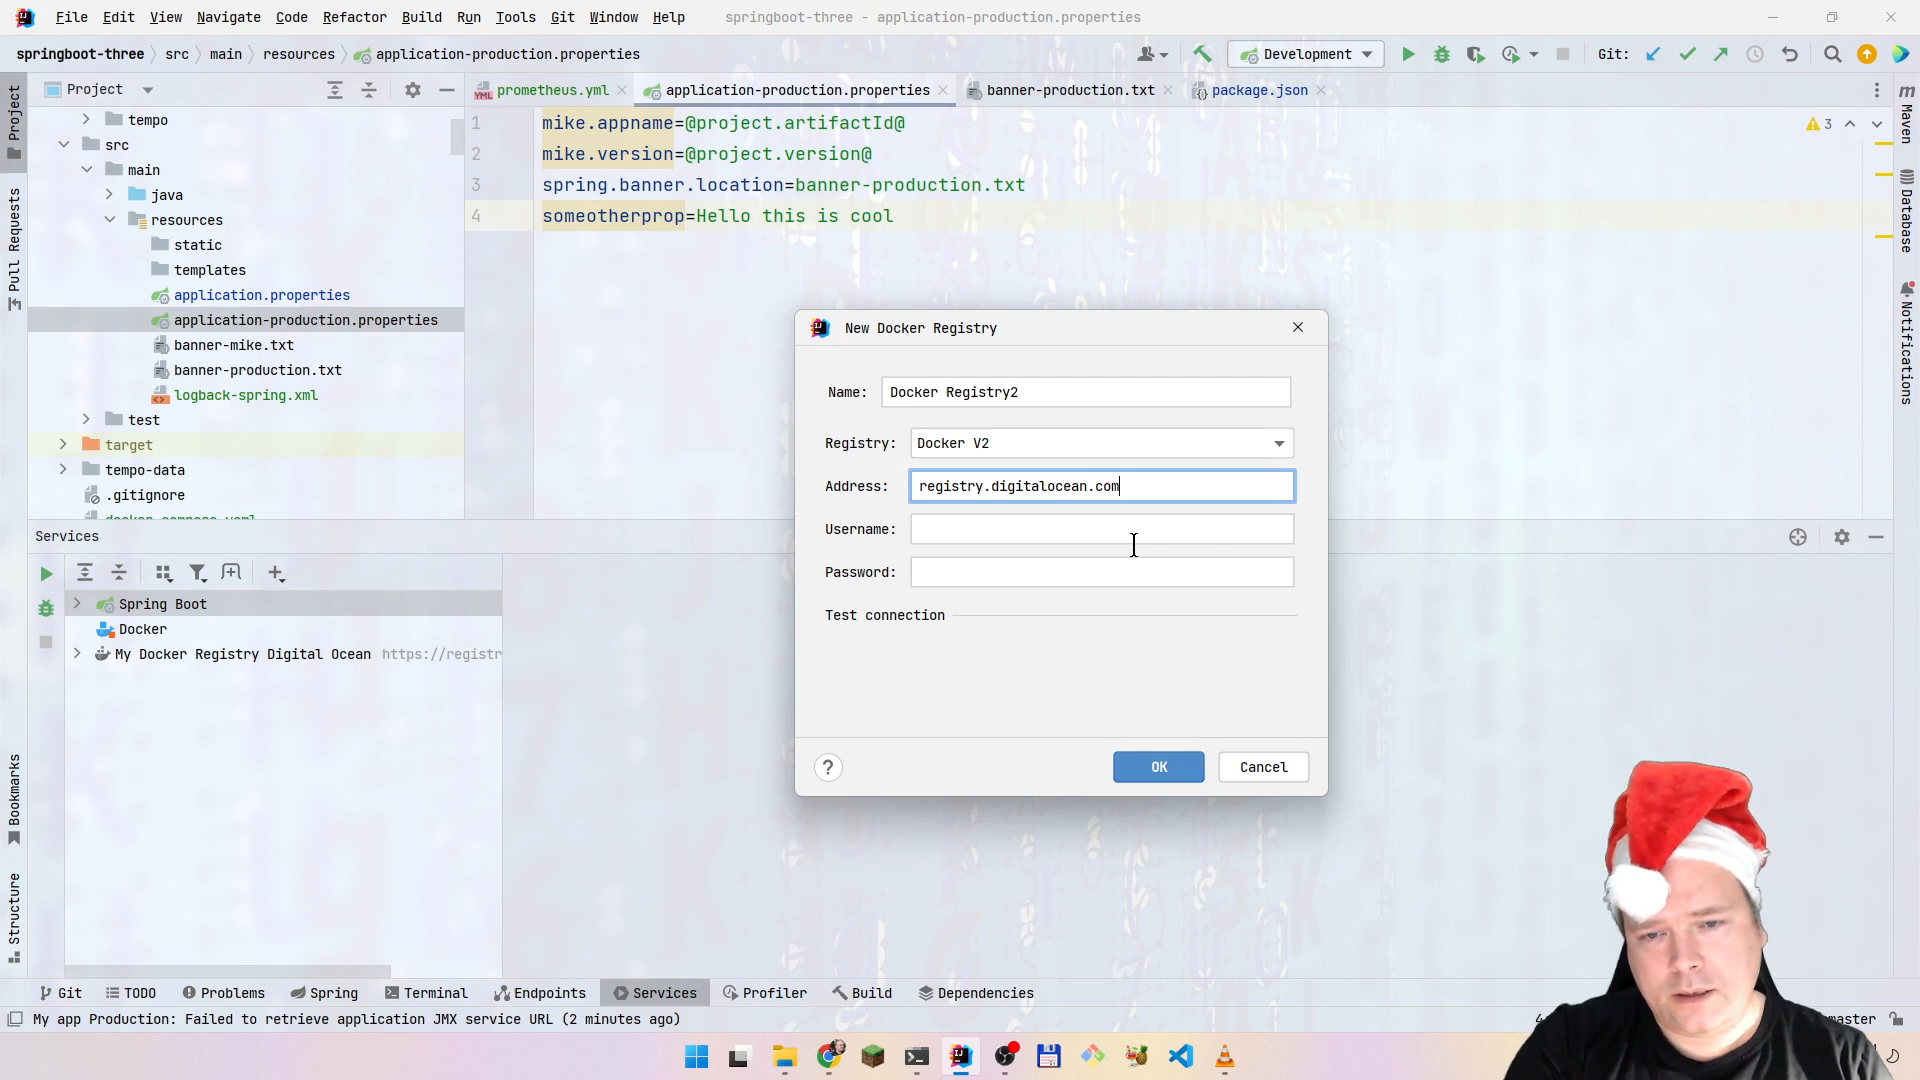 File Edit View Navigate Code Refactor Build Run Tools Git Window Help springboot-three - application-production.properties
springboot-three src main resources application-production.properties Development Git:
Project
prometheus.yml application-production.properties banner-production.txt package.json
tempo
src
main
java
resources
static
templates
application.properties
application-production.properties
banner-mike.txt
banner-production.txt
logback-spring.xml
test
target
tempo-data
.gitignore
1 mike.appname=@project.artifactId@
2 mike.version=@project.version@
3 spring.banner.location=banner-production.txt
4 someotherprop=Hello this is cool
3
Project
Pull Requests
Bookmarks
Structure
Maven
Database
Notifications
New Docker Registry
Name: Docker Registry2
Registry: Docker V2
Address: registry.digitalocean.com
Username:
Password:
Test connection
? OK Cancel
Services
Spring Boot
Docker
My Docker Registry Digital Ocean https://registr
Git TODO Problems Spring Terminal Endpoints Services Profiler Build Dependencies
My app Production: Failed to retrieve application JMX service URL (2 minutes ago)
master